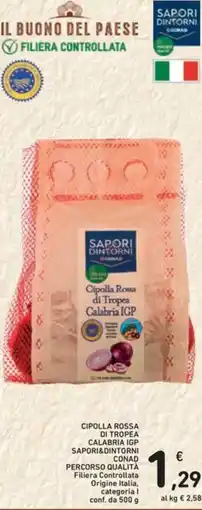 IL BUONO DEL PAESE
FILIERA CONTROLLATA
SAPORI
DINTORNI
CONAD
SAPORI
DINTORNI
CONAD
Cipolla Rossa
di Tropea
Calabria IGP
CIPOLLA ROSSA
DI TROPEA
CALABRIA IGP
SAPORI&DINTORNI
CONAD
PERCORSO QUALITÀ
Filiera Controllata
Origine Italia,
categoria I
conf. da 500 g
€
1,29
al kg € 2,58